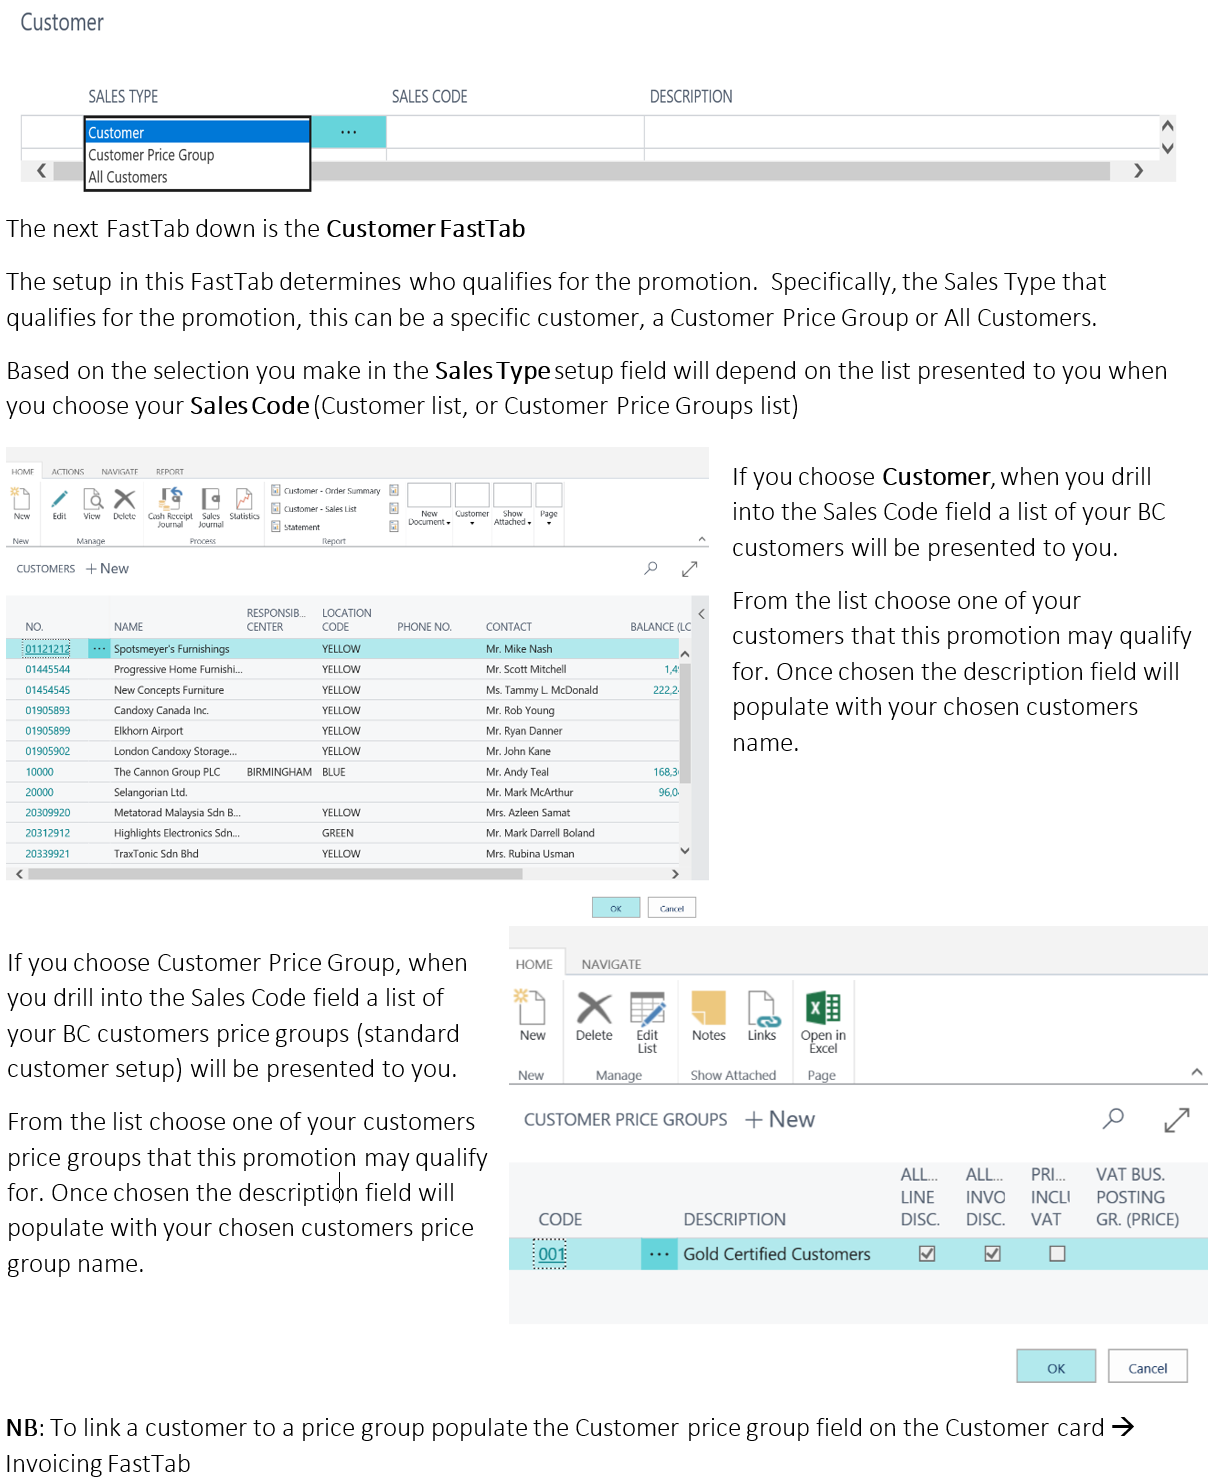 Customer
SALES TYPE SALES CODE DESCRIPTION
Customer ...
Customer Price Group
All Customers
The next FastTab down is the Customer FastTab
The setup in this FastTab determines who qualifies for the promotion. Specifically, the Sales Type that
qualifies for the promotion, this can be a specific customer, a Customer Price Group or All Customers.
Based on the selection you make in the Sales Type setup field will depend on the list presented to you when
you choose your Sales Code (Customer list, or Customer Price Groups list)
HOME ACTIONS NAVIGATE REPORT
New Edit View Delete Cash Receipt Journal Sales Journal Statistics
Customer - Order Summary
Customer - Sales List
Statement
New Document Customer Show Attached Page
New Manage Process Report
CUSTOMERS + New
NO. NAME RESPONSIB... CENTER LOCATION CODE PHONE NO. CONTACT BALANCE (LC
01121212 ... Spotsmeyer's Furnishings YELLOW Mr. Mike Nash
01445544 Progressive Home Furnishi... YELLOW Mr. Scott Mitchell 1,4
01454545 New Concepts Furniture YELLOW Ms. Tammy L. McDonald 222,2
01905893 Candoxy Canada Inc. YELLOW Mr. Rob Young
01905899 Elkhorn Airport YELLOW Mr. Ryan Danner
01905902 London Candoxy Storage... YELLOW Mr. John Kane
10000 The Cannon Group PLC BIRMINGHAM BLUE Mr. Andy Teal 168,3
20000 Selangorian Ltd. Mr. Mark McArthur 96,0
20309920 Metatorad Malaysia Sdn B... YELLOW Mrs. Azleen Samat
20312912 Highlights Electronics Sdn... GREEN Mr. Mark Darrell Boland
20339921 TraxTonic Sdn Bhd YELLOW Mrs. Rubina Usman
OK Cancel
If you choose Customer, when you drill
into the Sales Code field a list of your BC
customers will be presented to you.
From the list choose one of your
customers that this promotion may qualify
for. Once chosen the description field will
populate with your chosen customers
name.
If you choose Customer Price Group, when
you drill into the Sales Code field a list of
your BC customers price groups (standard
customer setup) will be presented to you.
From the list choose one of your customers
price groups that this promotion may qualify
for. Once chosen the description field will
populate with your chosen customers price
group name.
HOME NAVIGATE
New Delete Edit List Notes Links Open in Excel
New Manage Show Attached Page
CUSTOMER PRICE GROUPS + New
CODE DESCRIPTION ALL... LINE DISC. ALL... INVO DISC. PRI... INCLU VAT VAT BUS. POSTING GR. (PRICE)
001 ... Gold Certified Customers
OK Cancel
NB: To link a customer to a price group populate the Customer price group field on the Customer card →
Invoicing FastTab